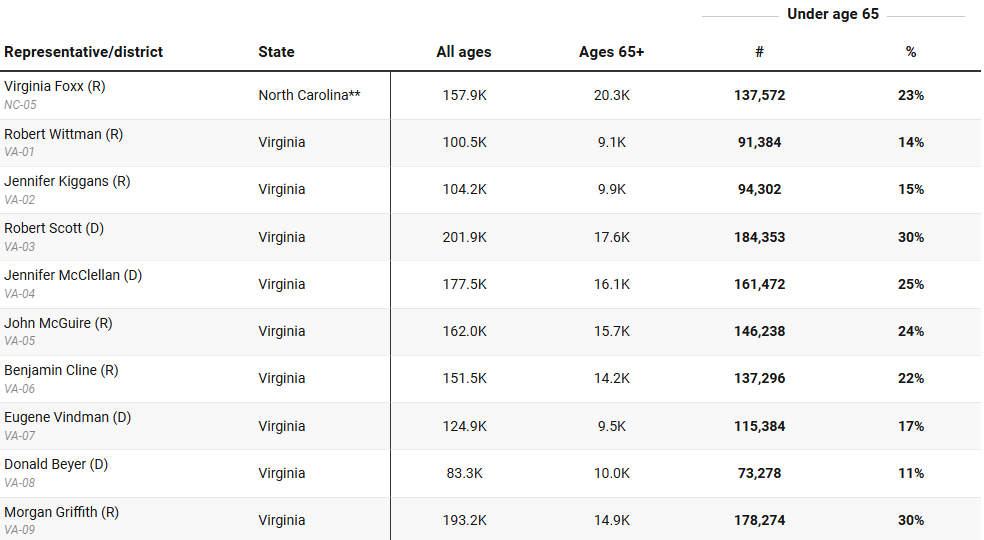 Under age 65
Representative/district State All ages Ages 65+ # %
Virginia Foxx (R)
NC-05
North Carolina** 157.9K 20.3K 137,572 23%
Robert Wittman (R)
VA-01
Virginia 100.5K 9.1K 91,384 14%
Jennifer Kiggans (R)
VA-02
Virginia 104.2K 9.9K 94,302 15%
Robert Scott (D)
VA-03
Virginia 201.9K 17.6K 184,353 30%
Jennifer McClellan (D)
VA-04
Virginia 177.5K 16.1K 161,472 25%
John McGuire (R)
VA-05
Virginia 162.0K 15.7K 146,238 24%
Benjamin Cline (R)
VA-06
Virginia 151.5K 14.2K 137,296 22%
Eugene Vindman (D)
VA-07
Virginia 124.9K 9.5K 115,384 17%
Donald Beyer (D)
VA-08
Virginia 83.3K 10.0K 73,278 11%
Morgan Griffith (R)
VA-09
Virginia 193.2K 14.9K 178,274 30%